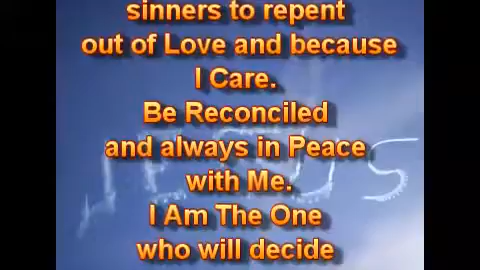 sinners to repent
out of Love and because
I Care.
Be Reconciled
and always in Peace
with Me.
I Am The One
who will decide
JESUS